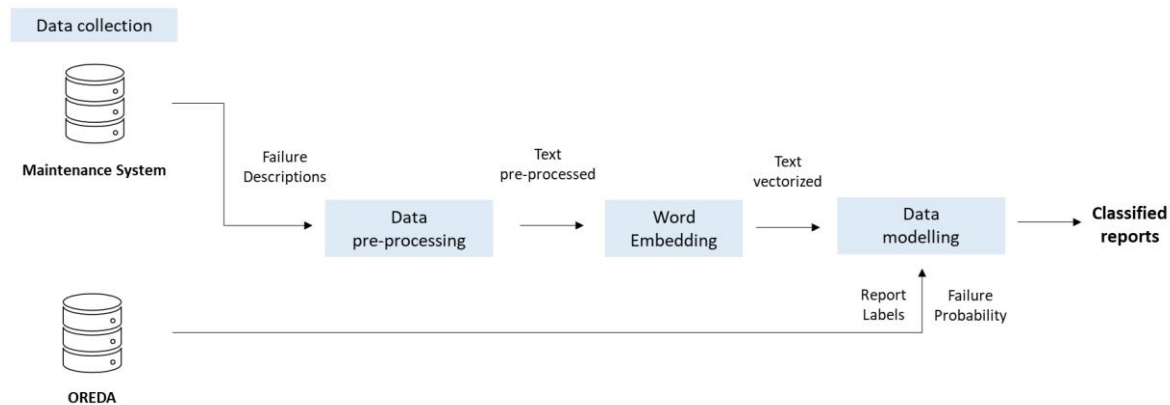 Data collection
Maintenance System
Failure
Descriptions
Text
pre-processed
Text
vectorized
Data
pre-processing
Word
Embedding
Data
modelling
Classified
reports
Report
Labels
Failure
Probability
OREDA